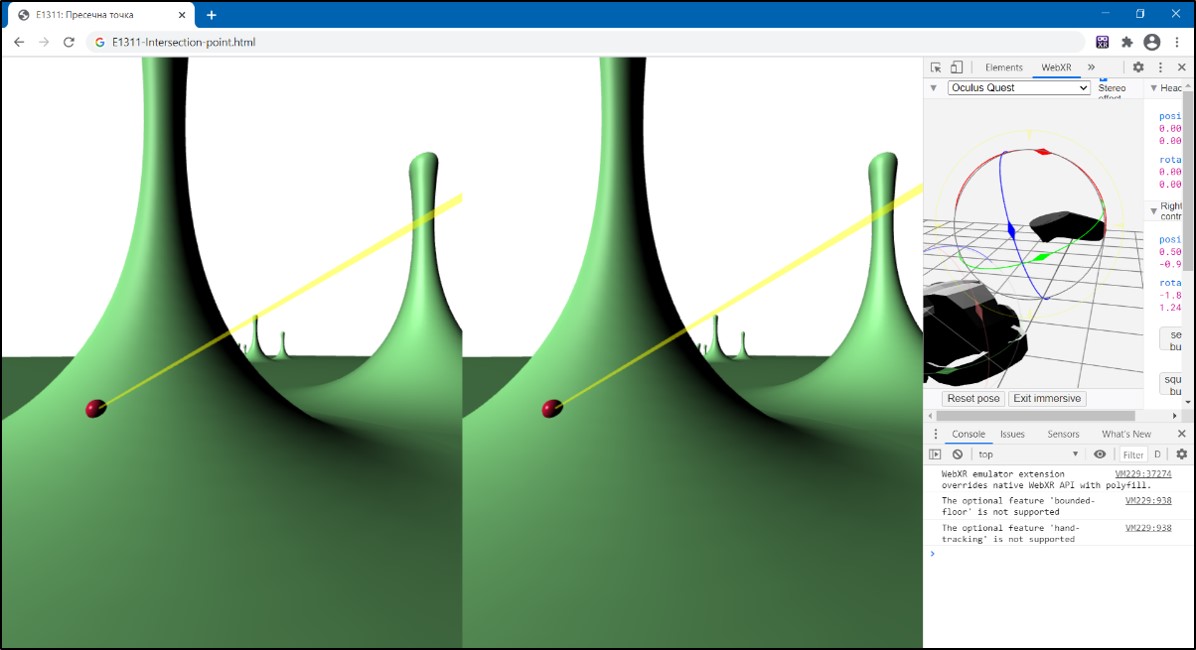 E1311: Пресечна точка
E1311-Intersection-point.html
Elements
WebXR
Oculus Quest
Stereo
Heac
posi
0.00
0.00
rota
0.00
0.00
Right
contr
posi
0.50
-0.9
rota
-1.8
1.24
se
bu
squ
bu
Reset pose
Exit immersive
Console
Issues
Sensors
What's New
top
Filter
D
WebXR emulator extension VM229:37274
overrides native WebXR API with polyfill.
The optional feature 'bounded- VM229:938
floor' is not supported
The optional feature 'hand- VM229:938
tracking' is not supported